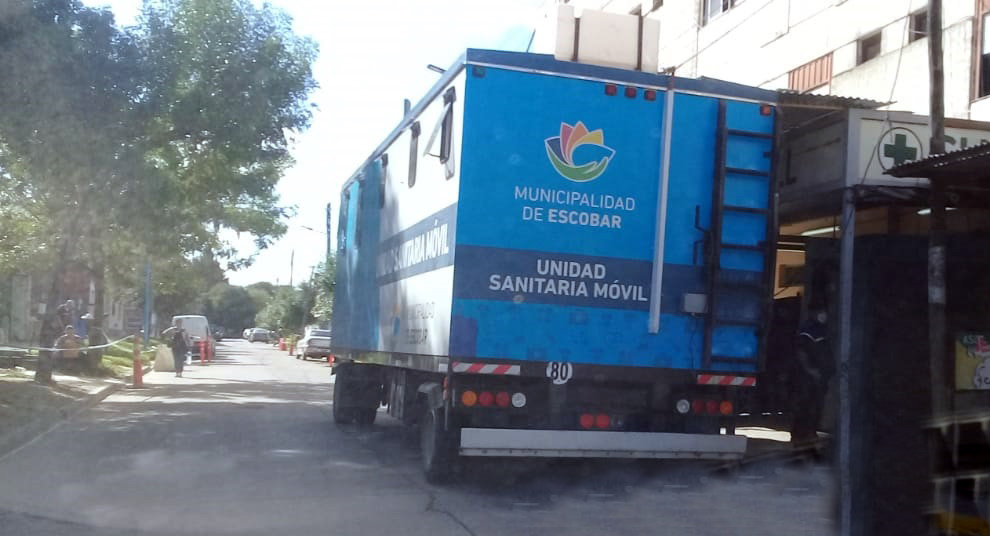 MUNICIPALIDAD
DE ESCOBAR
UNIDAD
SANITARIA MÓVIL
SANITARIA MÓVIL
80